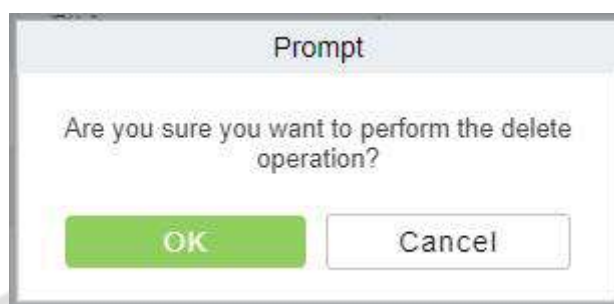 Prompt
Are you sure you want to perform the delete
operation?
OK
Cancel